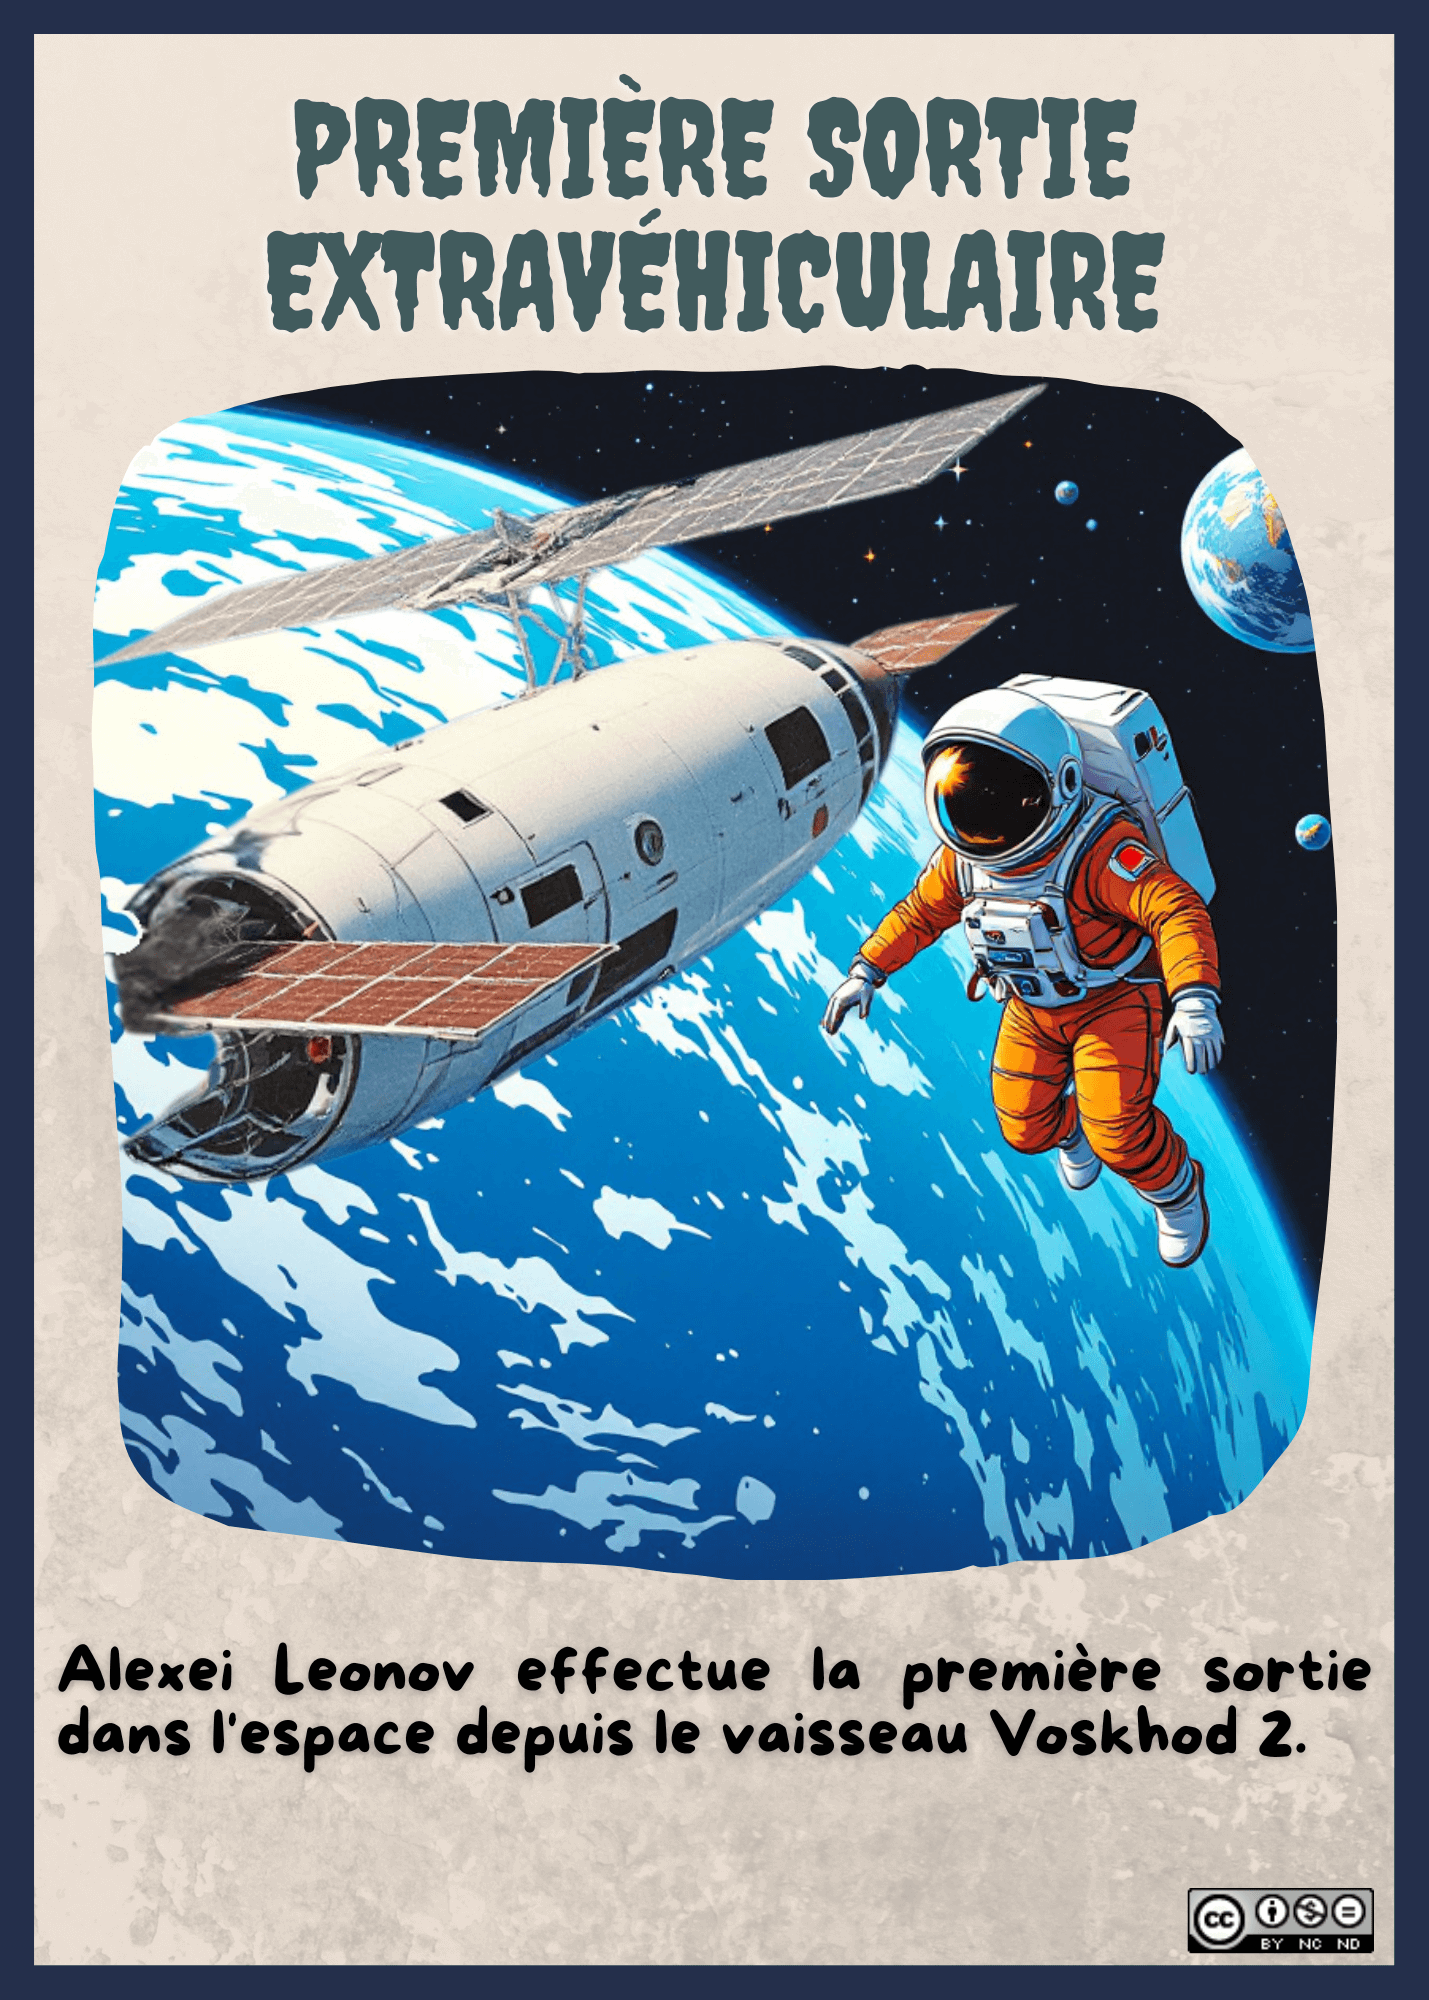 PREMIÈRE SORTIE
EXTRAVÉHICULAIRE
Alexei Leonov effectue la première sortie
dans l'espace depuis le vaisseau Voskhod 2.
cc
BY NC ND